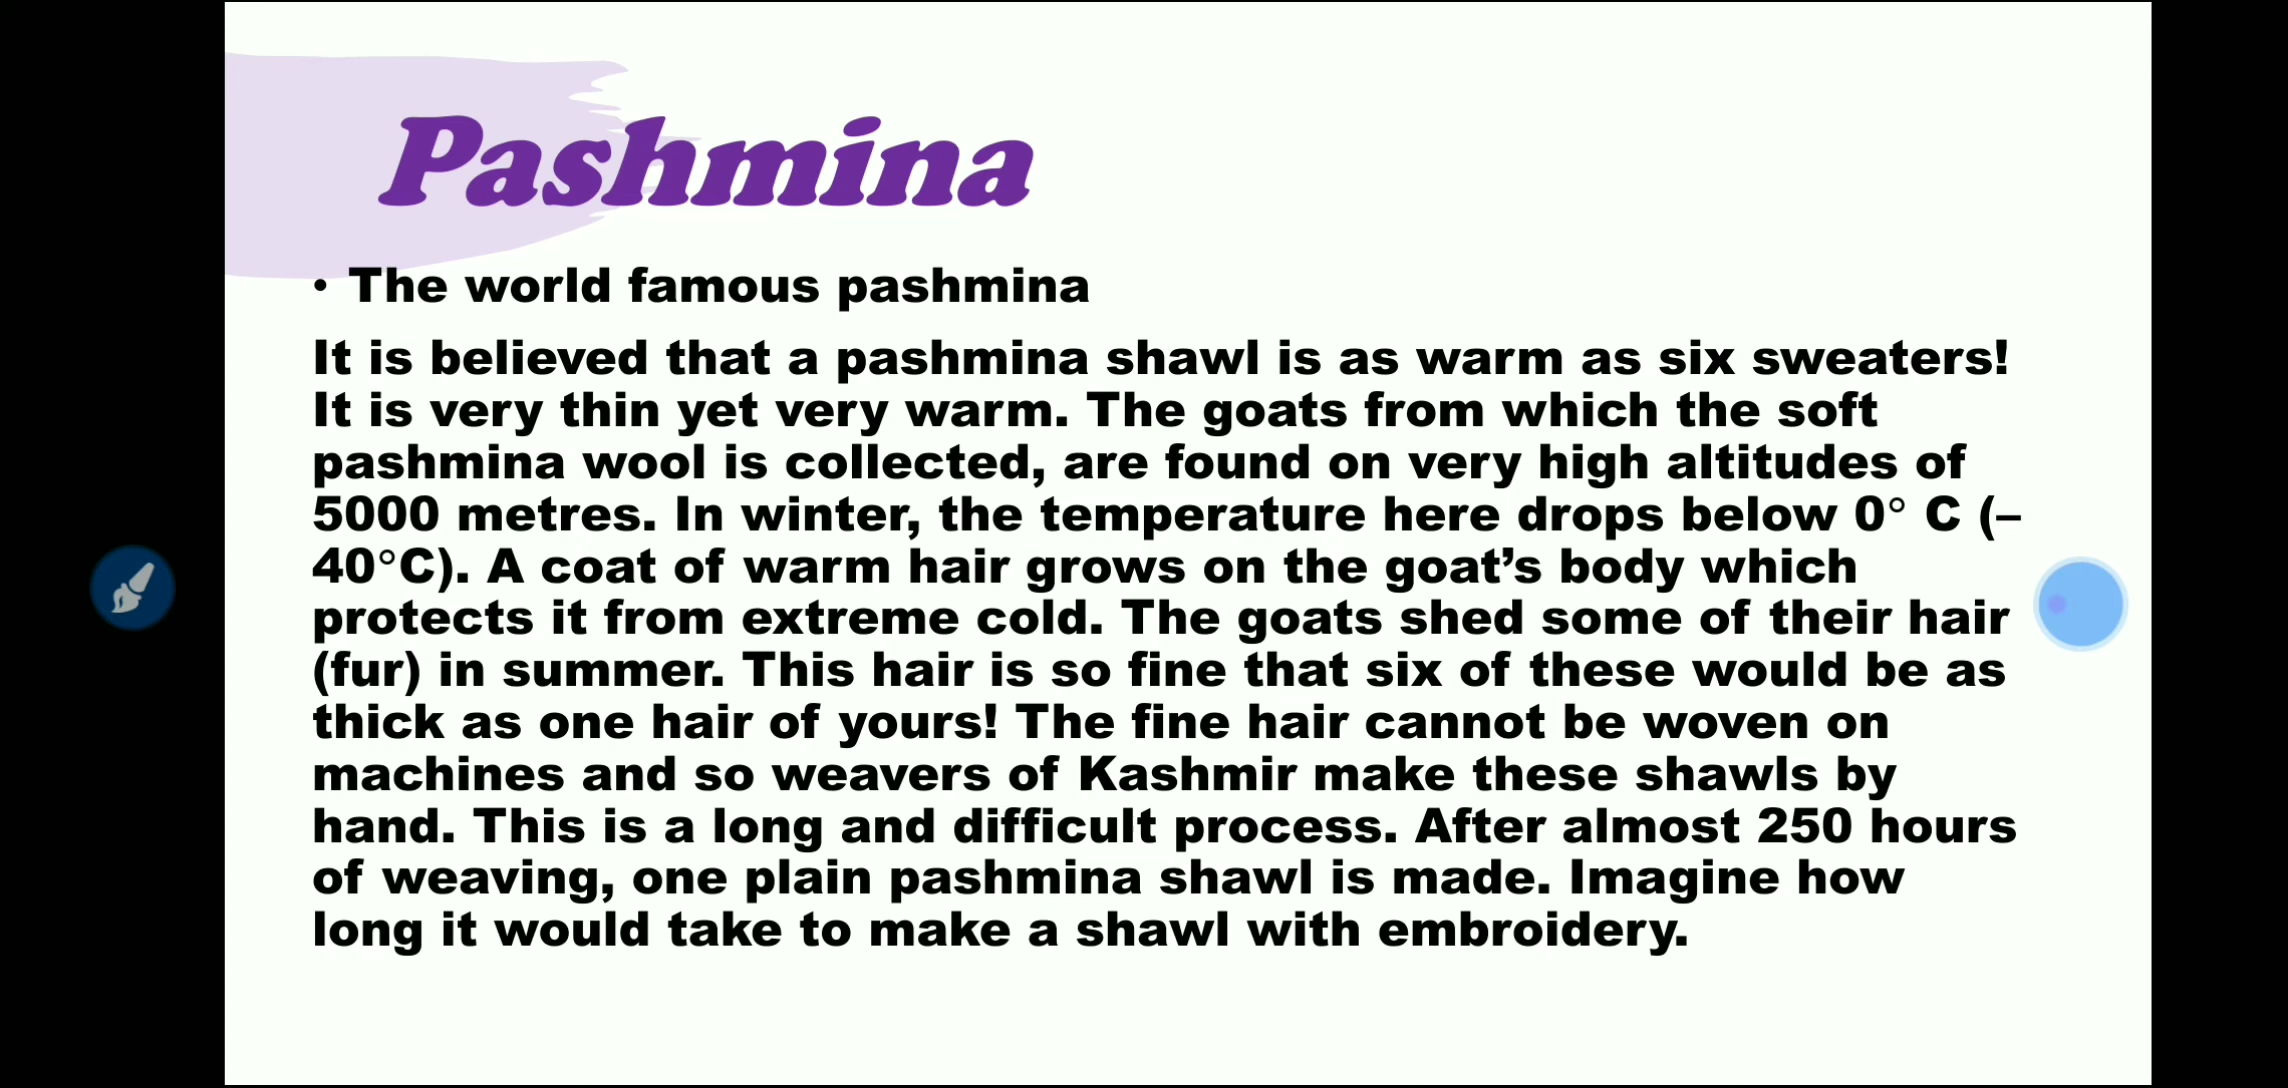 Pashmina
• The world famous pashmina
It is believed that a pashmina shawl is as warm as six sweaters!
It is very thin yet very warm. The goats from which the soft
pashmina wool is collected, are found on very high altitudes of
5000 metres. In winter, the temperature here drops below 0° C (–
40°C). A coat of warm hair grows on the goat’s body which
protects it from extreme cold. The goats shed some of their hair
(fur) in summer. This hair is so fine that six of these would be as
thick as one hair of yours! The fine hair cannot be woven on
machines and so weavers of Kashmir make these shawls by
hand. This is a long and difficult process. After almost 250 hours
of weaving, one plain pashmina shawl is made. Imagine how
long it would take to make a shawl with embroidery.